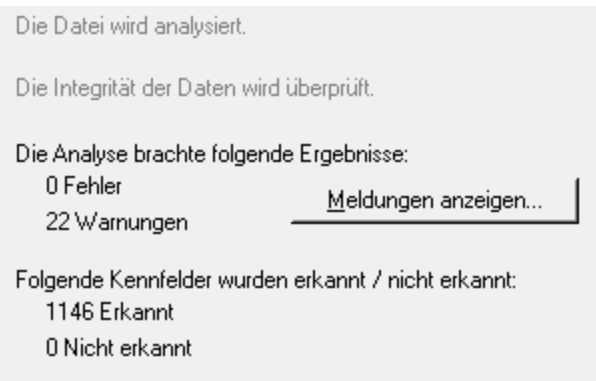 Die Datei wird analysiert.
Die Integrität der Daten wird überprüft.
Die Analyse brachte folgende Ergebnisse:
0 Fehler
Meldungen anzeigen...
22 Warnungen
Folgende Kennfelder wurden erkannt / nicht erkannt:
1146 Erkannt
0 Nicht erkannt